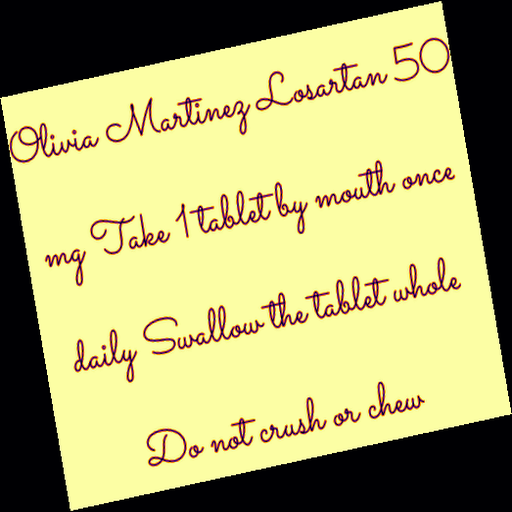 Olivia Martinez Losartan 50
mg Take 1 tablet by mouth once
daily Swallow the tablet whole
Do not crush or chew